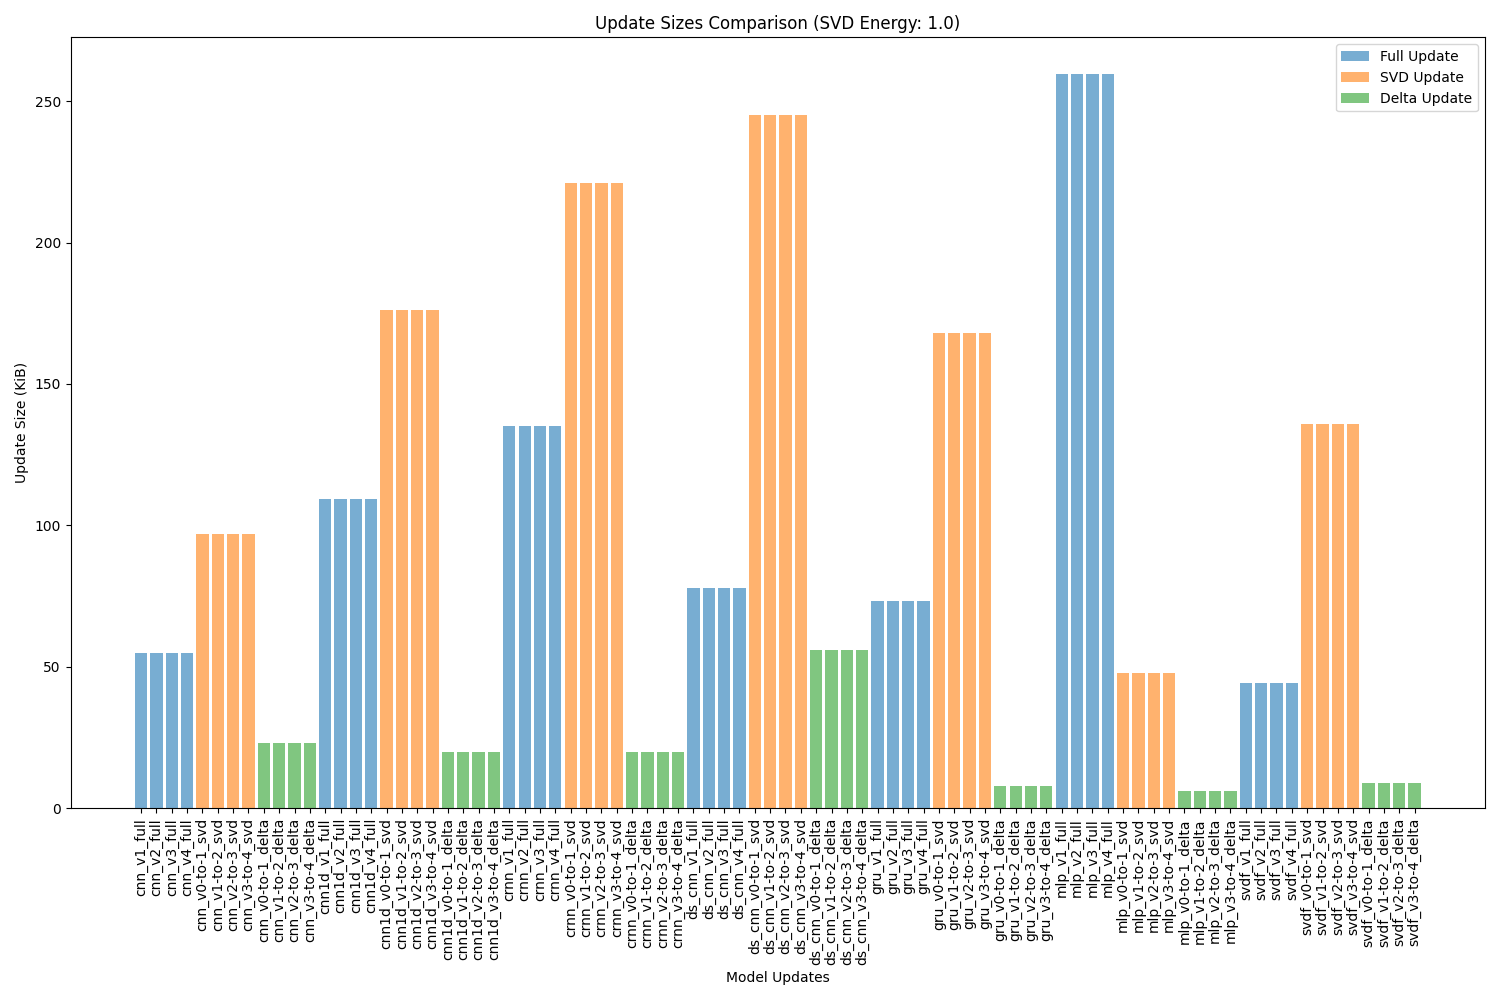 Update Sizes Comparison (SVD Energy: 1.0)
Full Update
SVD Update
Delta Update
Update Size (KiB)
250
200
150
100
50
0
cnn_v1_full
cnn_v2_full
cnn_v3_full
cnn_v4_full
cnn_v0-to-1_svd
cnn_v1-to-2_svd
cnn_v2-to-3_svd
cnn_v3-to-4_svd
cnn_v0-to-1_delta
cnn_v1-to-2_delta
cnn_v2-to-3_delta
cnn_v3-to-4_delta
cnn1d_v1_full
cnn1d_v2_full
cnn1d_v3_full
cnn1d_v4_full
cnn1d_v0-to-1_svd
cnn1d_v1-to-2_svd
cnn1d_v2-to-3_svd
cnn1d_v3-to-4_svd
cnn1d_v0-to-1_delta
cnn1d_v1-to-2_delta
cnn1d_v2-to-3_delta
cnn1d_v3-to-4_delta
crnn_v1_full
crnn_v2_full
crnn_v3_full
crnn_v4_full
crnn_v0-to-1_svd
crnn_v1-to-2_svd
crnn_v2-to-3_svd
crnn_v3-to-4_svd
crnn_v0-to-1_delta
crnn_v1-to-2_delta
crnn_v2-to-3_delta
crnn_v3-to-4_delta
ds_cnn_v1_full
ds_cnn_v2_full
ds_cnn_v3_full
ds_cnn_v4_full
ds_cnn_v0-to-1_svd
ds_cnn_v1-to-2_svd
ds_cnn_v2-to-3_svd
ds_cnn_v3-to-4_svd
ds_cnn_v0-to-1_delta
ds_cnn_v1-to-2_delta
ds_cnn_v2-to-3_delta
ds_cnn_v3-to-4_delta
gru_v1_full
gru_v2_full
gru_v3_full
gru_v4_full
gru_v0-to-1_svd
gru_v1-to-2_svd
gru_v2-to-3_svd
gru_v3-to-4_svd
gru_v0-to-1_delta
gru_v1-to-2_delta
gru_v2-to-3_delta
gru_v3-to-4_delta
mlp_v1_full
mlp_v2_full
mlp_v3_full
mlp_v4_full
mlp_v0-to-1_svd
mlp_v1-to-2_svd
mlp_v2-to-3_svd
mlp_v3-to-4_svd
mlp_v0-to-1_delta
mlp_v1-to-2_delta
mlp_v2-to-3_delta
mlp_v3-to-4_delta
svdf_v1_full
svdf_v2_full
svdf_v3_full
svdf_v4_full
svdf_v0-to-1_svd
svdf_v1-to-2_svd
svdf_v2-to-3_svd
svdf_v3-to-4_svd
svdf_v0-to-1_delta
svdf_v1-to-2_delta
svdf_v2-to-3_delta
svdf_v3-to-4_delta
Model Updates